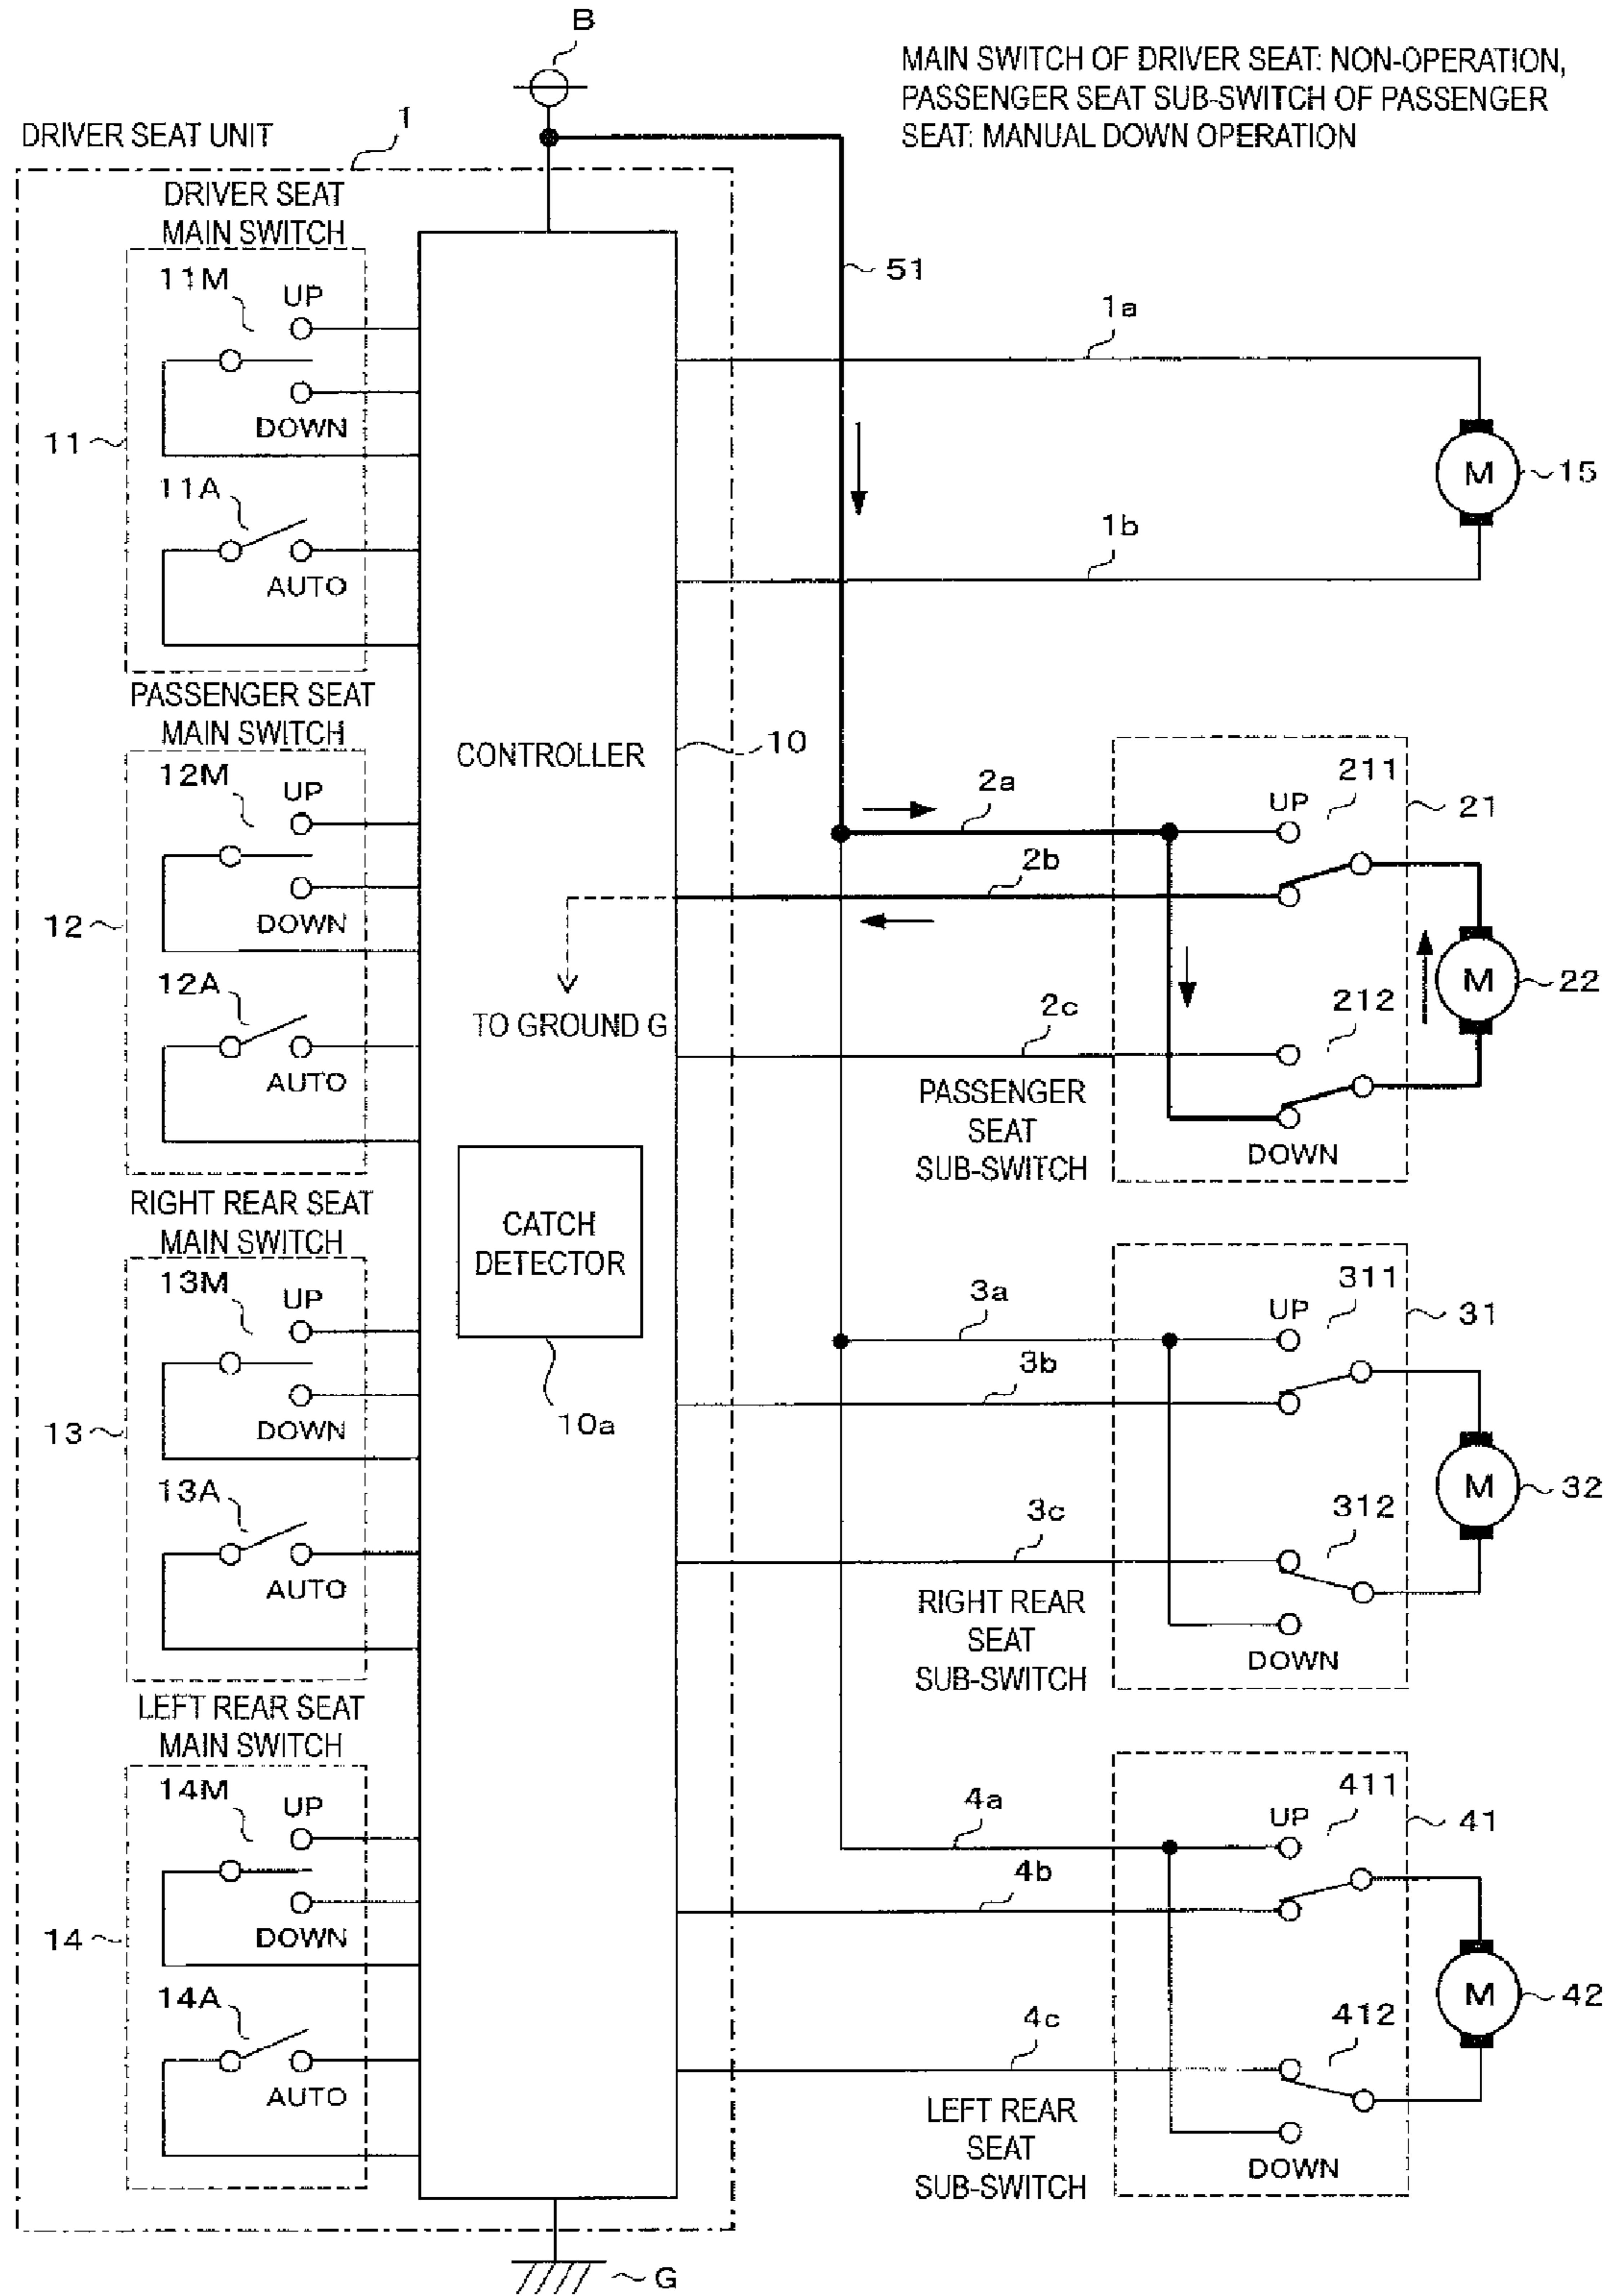 B
MAIN SWITCH OF DRIVER SEAT: NON-OPERATION,
PASSENGER SEAT SUB-SWITCH OF PASSENGER
SEAT: MANUAL DOWN OPERATION
DRIVER SEAT UNIT
1
DRIVER SEAT
MAIN SWITCH
11M
UP
DOWN
11
11A
AUTO
PASSENGER SEAT
MAIN SWITCH
12M
UP
DOWN
12
12A
AUTO
RIGHT REAR SEAT
MAIN SWITCH
13M
UP
DOWN
13
13A
AUTO
LEFT REAR SEAT
MAIN SWITCH
14M
UP
DOWN
14
14A
AUTO
CONTROLLER
10
TO GROUND G
CATCH
DETECTOR
10a
G
51
1a
M
15
1b
2a
UP
211
21
2b
M
22
2c
212
PASSENGER
SEAT
SUB-SWITCH
DOWN
3a
UP
311
31
3b
M
32
3c
312
RIGHT REAR
SEAT
SUB-SWITCH
DOWN
4a
UP
411
41
4b
M
42
4c
412
LEFT REAR
SEAT
SUB-SWITCH
DOWN